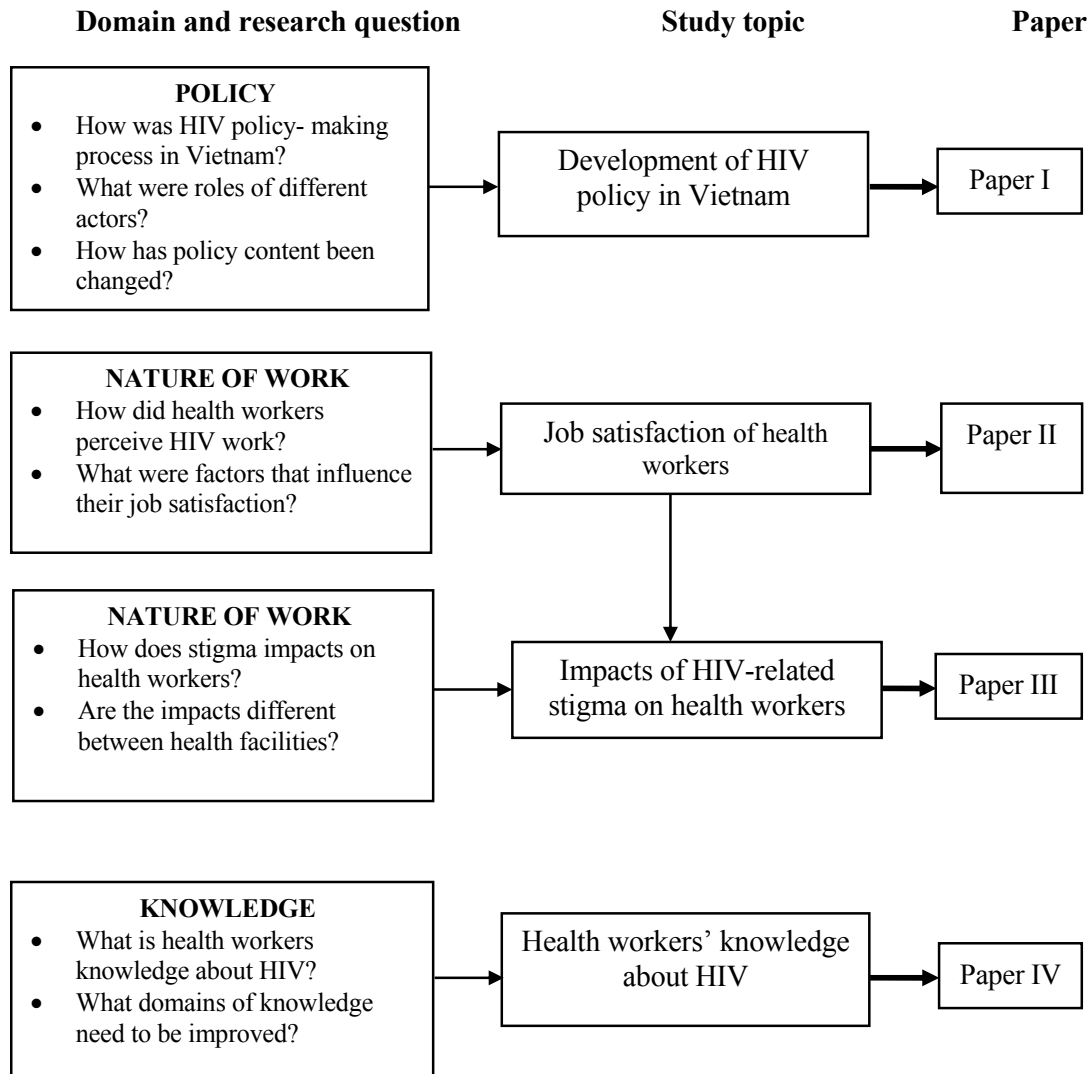 Domain and research question Study topic Paper
POLICY
• How was HIV policy- making
process in Vietnam?
• What were roles of different
actors?
• How has policy content been
changed?
Development of HIV
policy in Vietnam
Paper I
NATURE OF WORK
• How did health workers
perceive HIV work?
• What were factors that influence
their job satisfaction?
Job satisfaction of health
workers
Paper II
NATURE OF WORK
• How does stigma impacts on
health workers?
• Are the impacts different
between health facilities?
Impacts of HIV-related
stigma on health workers
Paper III
KNOWLEDGE
• What is health workers
knowledge about HIV?
• What domains of knowledge
need to be improved?
Health workers’ knowledge
about HIV
Paper IV